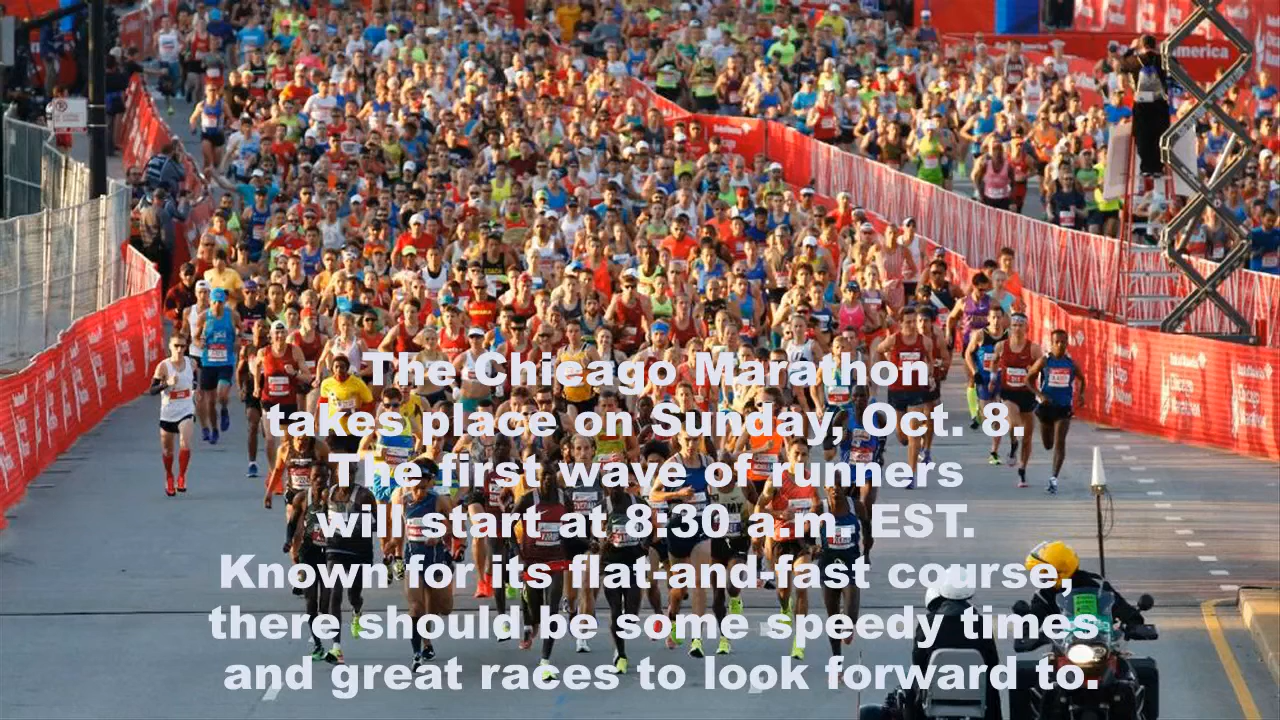 America
The Chicago Marathon
takes place on Sunday, Oct. 8.
The first wave of runners
will start at 8:30 a.m. EST.
Known for its flat-and-fast course,
there should be some speedy times
and great races to look forward to.